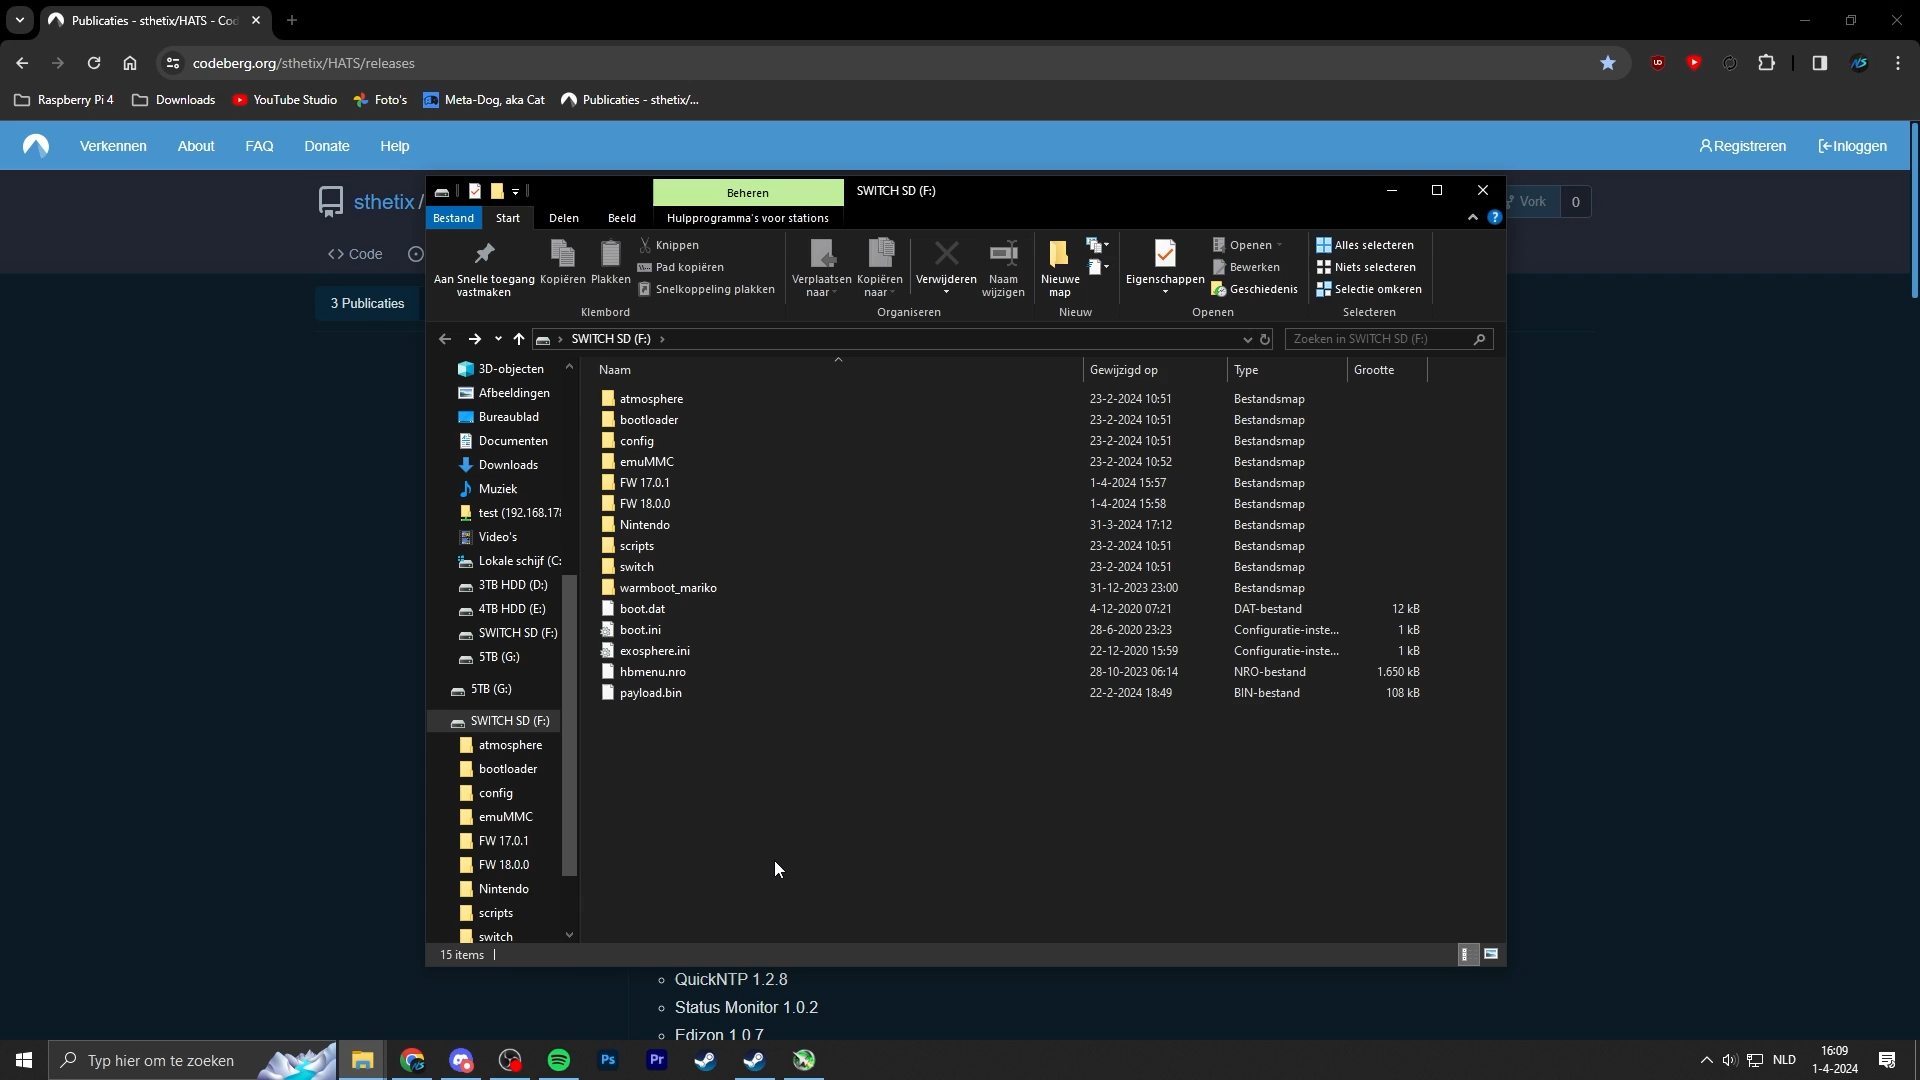 Publicaties - sthetix/HATS - Cod
codeberg.org/sthetix/HATS/releases
Raspberry Pi 4
Downloads
YouTube Studio
Foto's
Meta-Dog, aka Cat
Publicaties - sthetix/...
Verkennen
About
FAQ
Donate
Help
Registreren
Inloggen
sthetix/
Vork
0
<> Code
3 Publicaties
Beheren
SWITCH SD (F:)
Bestand
Start
Delen
Beeld
Hulpprogramma's voor stations
Aan Snelle toegang
vastmaken
Kopiëren
Plakken
Knippen
Pad kopiëren
Snelkoppeling plakken
Klembord
Verplaatsen
naar
Kopiëren
naar
Verwijderen
Naam
wijzigen
Organiseren
Nieuwe
map
Nieuw
Eigenschappen
Openen
Bewerken
Geschiedenis
Openen
Alles selecteren
Niets selecteren
Selectie omkeren
Selecteren
SWITCH SD (F:)
Zoeken in SWITCH SD (F:)
3D-objecten
Afbeeldingen
Bureaublad
Documenten
Downloads
Muziek
test (192.168.178
Video's
Lokale schijf (C:
3TB HDD (D:)
4TB HDD (E:)
SWITCH SD (F:)
5TB (G:)
5TB (G:)
SWITCH SD (F:)
atmosphere
bootloader
config
emuMMC
FW 17.0.1
FW 18.0.0
Nintendo
scripts
switch
Naam Gewijzigd op Type Grootte
atmosphere 23-2-2024 10:51 Bestandsmap
bootloader 23-2-2024 10:51 Bestandsmap
config 23-2-2024 10:51 Bestandsmap
emuMMC 23-2-2024 10:52 Bestandsmap
FW 17.0.1 1-4-2024 15:57 Bestandsmap
FW 18.0.0 1-4-2024 15:58 Bestandsmap
Nintendo 31-3-2024 17:12 Bestandsmap
scripts 23-2-2024 10:51 Bestandsmap
switch 23-2-2024 10:51 Bestandsmap
warmboot_mariko 31-12-2023 23:00 Bestandsmap
boot.dat 4-12-2020 07:21 DAT-bestand 12 kB
boot.ini 28-6-2020 23:23 Configuratie-inste... 1 kB
exosphere.ini 22-12-2020 15:59 Configuratie-inste... 1 kB
hbmenu.nro 28-10-2023 06:14 NRO-bestand 1.650 kB
payload.bin 22-2-2024 18:49 BIN-bestand 108 kB
15 items
QuickNTP 1.2.8
Status Monitor 1.0.2
Edizon 1.0.7
Typ hier om te zoeken
Ps
Pr
NLD
16:09
1-4-2024